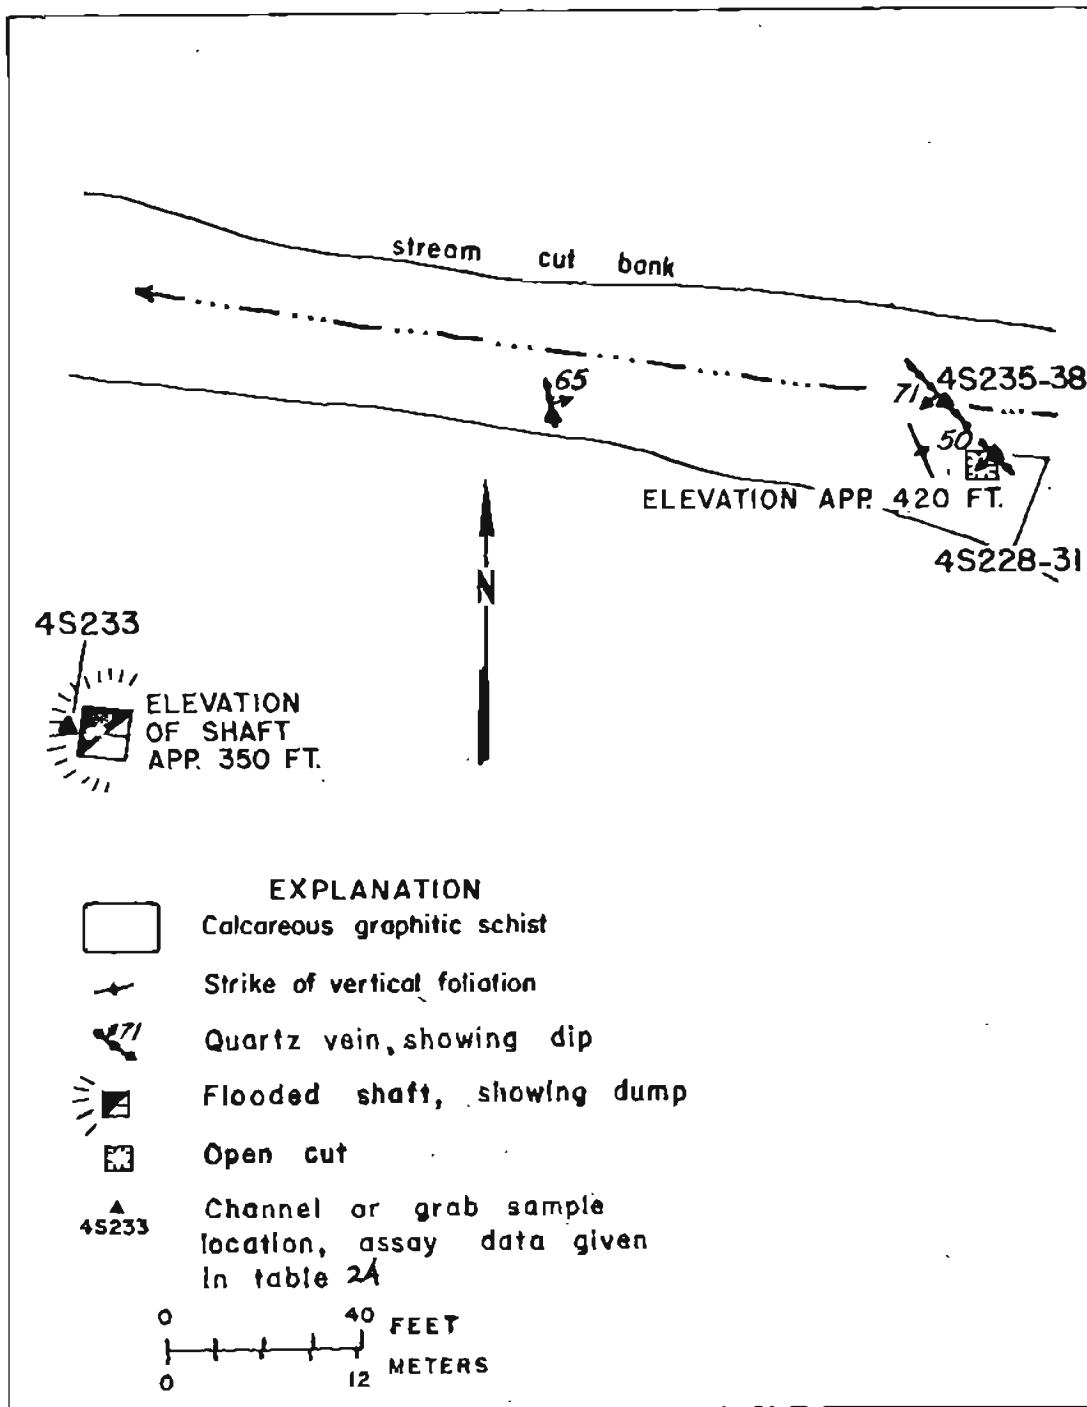 stream cut bank
65
4S235-38
71
50
ELEVATION APP. 420 FT.
4S228-31
N
4S233
ELEVATION
OF SHAFT
APP. 350 FT.
EXPLANATION
Calcareous graphitic schist
Strike of vertical foliation
71
Quartz vein, showing dip
Flooded shaft, showing dump
Open cut
4S233
Channel or grab sample
location, assay data given
in table 2A
0 40 FEET
0 12 METERS